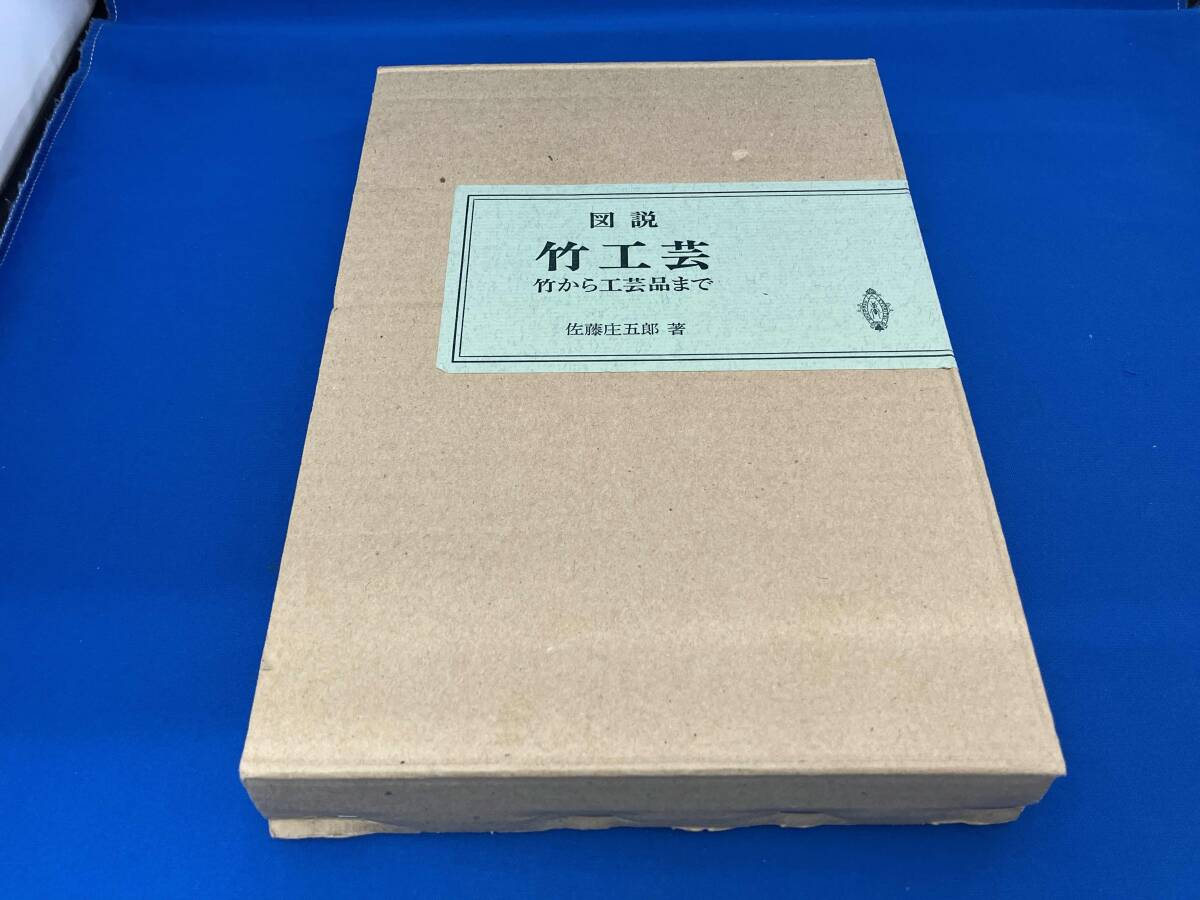 図説
竹工芸
竹から工芸品まで
佐藤庄五郎 著